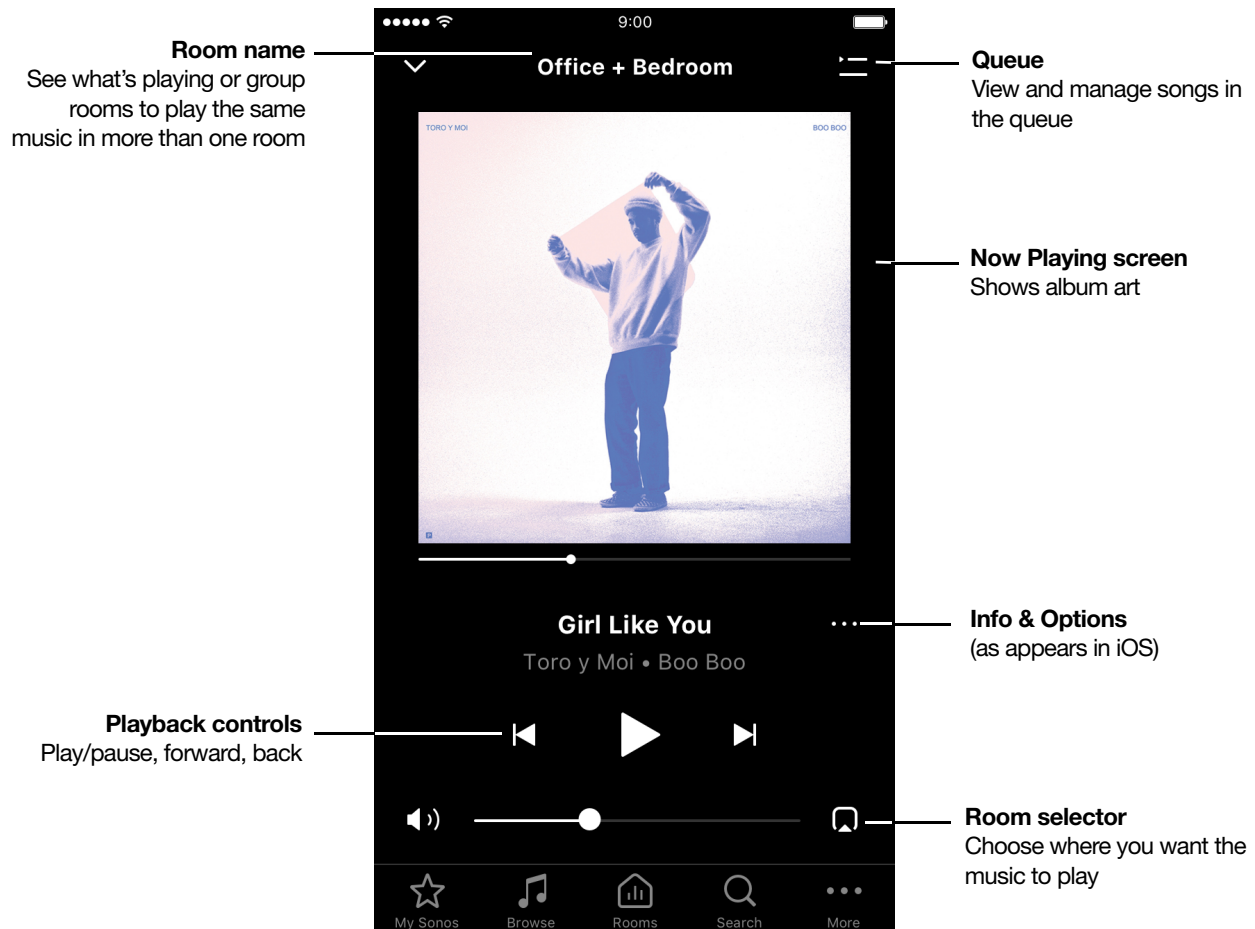 9:00
Room name
See what's playing or group
rooms to play the same
music in more than one room
Office + Bedroom
Queue
View and manage songs in
the queue
TORO Y MOI
BOO BOO
Now Playing screen
Shows album art
Girl Like You
Toro y Moi • Boo Boo
Info & Options
(as appears in iOS)
Playback controls
Play/pause, forward, back
Room selector
Choose where you want the
music to play
My Sonos
Browse
Rooms
Search
More